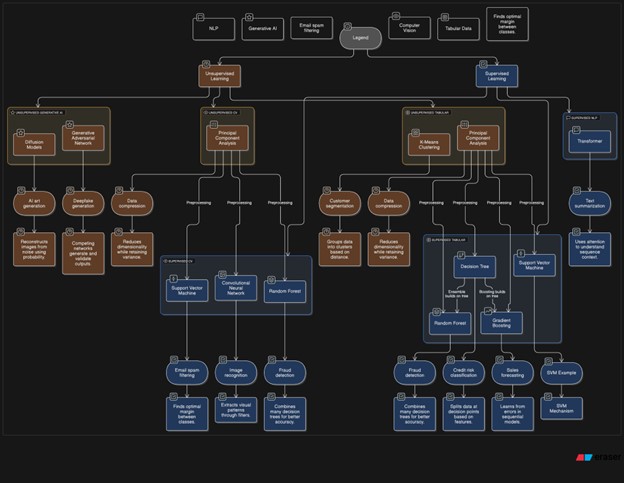 NLP
Generative AI
Email spam
filtering
Legend
Computer
Vision
Tabular Data
Finds optimal
margin
between
classes.
Unsupervised
Learning
Supervised
Learning
UNSUPERVISED GENERATIVE AI
Diffusion
Models
Generative
Adversarial
Network
UNSUPERVISED CV
Principal
Component
Analysis
UNSUPERVISED TABULAR
K-Means
Clustering
Principal
Component
Analysis
SUPERVISED NLP
Transformer
AI art
generation
Deepfake
generation
Data
compression
Preprocessing
Preprocessing
Preprocessing
Customer
segmentation
Data
compression
Preprocessing
Preprocessing
Preprocessing
Preprocessing
Text
summarization
Reconstructs
images from
noise using
probability.
Competing
networks
generate and
validate
outputs.
Reduces
dimensionality
while retaining
variance.
Groups data
into clusters
based on
distance.
Reduces
dimensionality
while retaining
variance.
Uses attention
to understand
sequence
context
SUPERVISED CV
Support Vector
Machine
Convolutional
Neural
Network
Random Forest
SUPERVISED TABULAR
Decision Tree
Support Vector
Machine
Ensemble
builds on tree
Boosting builds
on tree
Random Forest
Gradient
Boosting
Email spam
filtering
Image
recognition
Fraud
detection
Fraud
detection
Credit risk
classification
Sales
forecasting
SVM Example
Finds optimal
margin
between
classes.
Extracts visual
patterns
through filters.
Combines
many decision
trees for better
accuracy.
Combines
many decision
trees for better
accuracy.
Splits data at
decision points
based on
features.
Learns from
errors in
sequential
models.
SVM
Mechanism
eraser